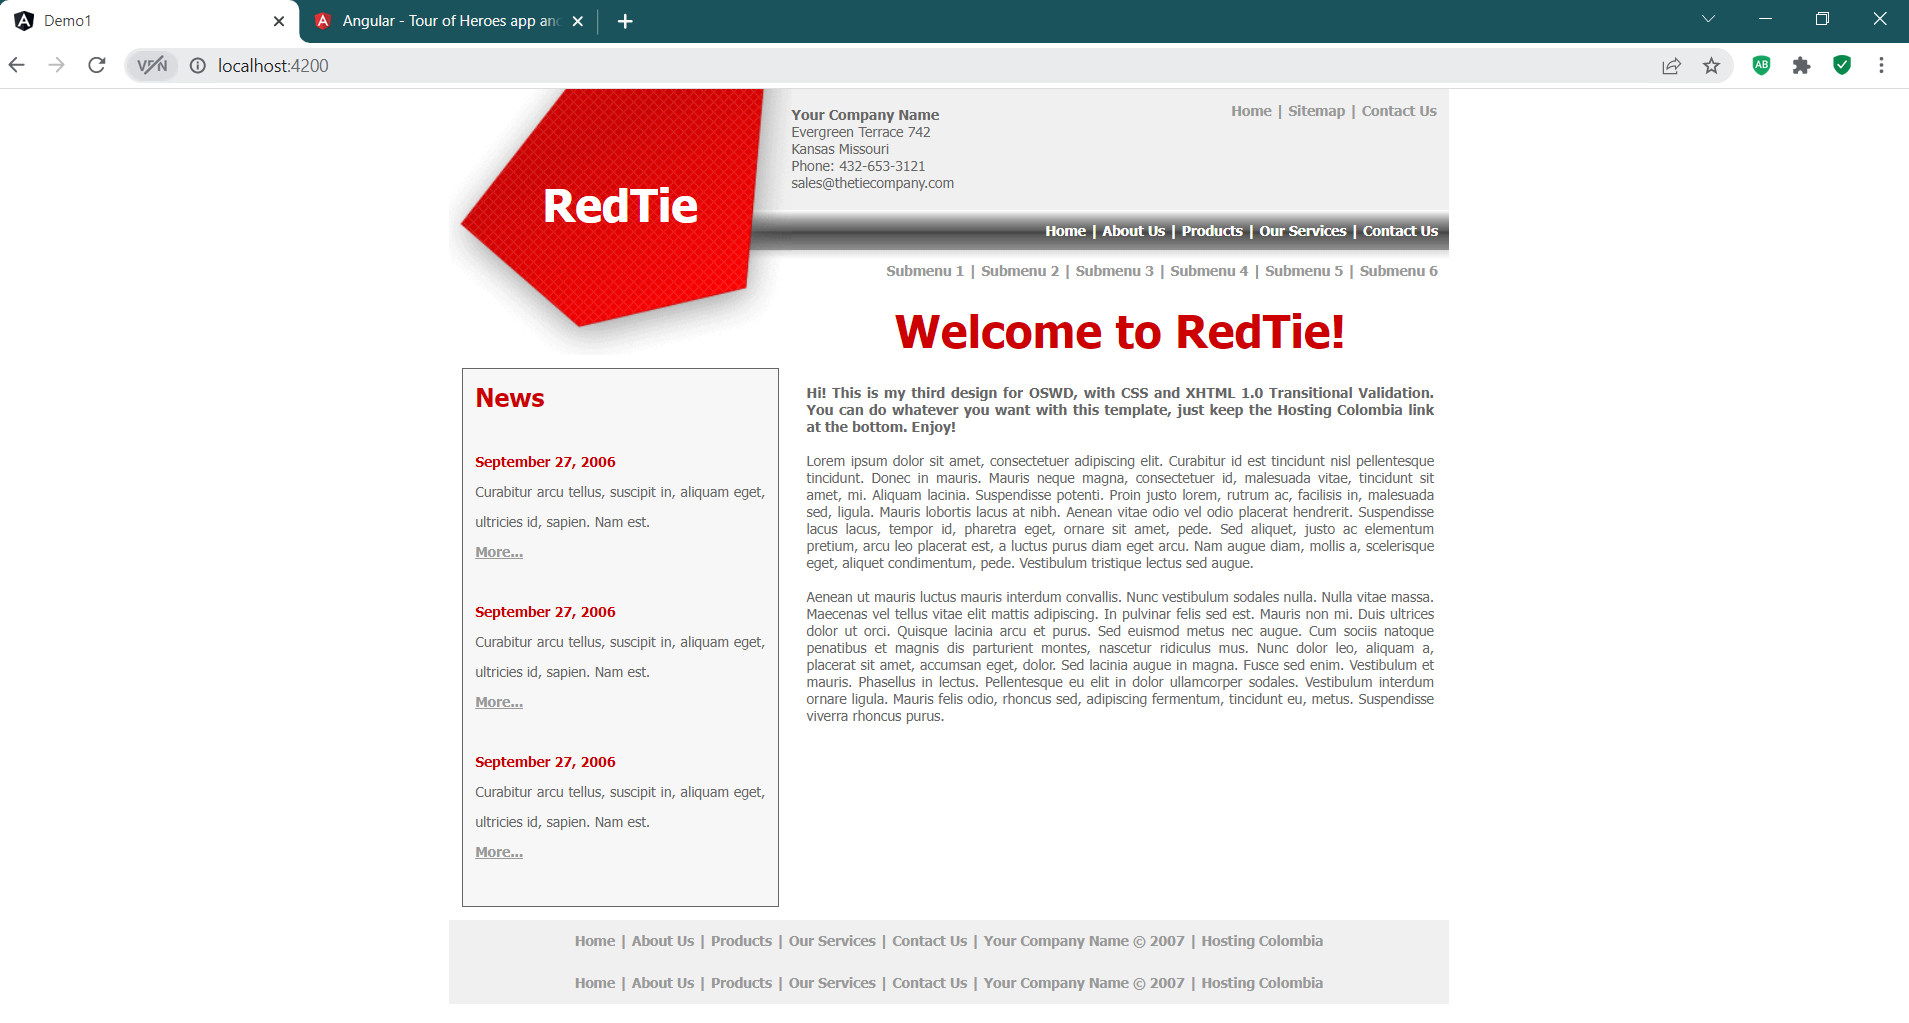 Demo1
Angular - Tour of Heroes app an
VPN
localhost:4200
AB
Your Company Name
Evergreen Terrace 742
Kansas Missouri
Phone: 432-653-3121
sales@thetiecompany.com
Home | Sitemap | Contact Us
RedTie
Home | About Us | Products | Our Services | Contact Us
Submenu 1 | Submenu 2 | Submenu 3 | Submenu 4 | Submenu 5 | Submenu 6
Welcome to RedTie!
News
September 27, 2006
Curabitur arcu tellus, suscipit in, aliquam eget,
ultricies id, sapien. Nam est.
More...
September 27, 2006
Curabitur arcu tellus, suscipit in, aliquam eget,
ultricies id, sapien. Nam est.
More...
September 27, 2006
Curabitur arcu tellus, suscipit in, aliquam eget,
ultricies id, sapien. Nam est.
More...
Hi! This is my third design for OSWD, with CSS and XHTML 1.0 Transitional Validation.
You can do whatever you want with this template, just keep the Hosting Colombia link
at the bottom. Enjoy!
Lorem ipsum dolor sit amet, consectetuer adipiscing elit. Curabitur id est tincidunt nisl pellentesque
tincidunt. Donec in mauris. Mauris neque magna, consectetuer id, malesuada vitae, tincidunt sit
amet, mi. Aliquam lacinia. Suspendisse potenti. Proin justo lorem, rutrum ac, facilisis in, malesuada
sed, ligula. Mauris lobortis lacus at nibh. Aenean vitae odio vel odio placerat hendrerit. Suspendisse
lacus lacus, tempor id, pharetra eget, ornare sit amet, pede. Sed aliquet, justo ac elementum
pretium, arcu leo placerat est, a luctus purus diam eget arcu. Nam augue diam, mollis a, scelerisque
eget, aliquet condimentum, pede. Vestibulum tristique lectus sed augue.
Aenean ut mauris luctus mauris interdum convallis. Nunc vestibulum sodales nulla. Nulla vitae massa.
Maecenas vel tellus vitae elit mattis adipiscing. In pulvinar felis sed est. Mauris non mi. Duis ultrices
dolor ut orci. Quisque lacinia arcu et purus. Sed euismod metus nec augue. Cum sociis natoque
penatibus et magnis dis parturient montes, nascetur ridiculus mus. Nunc dolor leo, aliquam a,
placerat sit amet, accumsan eget, dolor. Sed lacinia augue in magna. Fusce sed enim. Vestibulum et
mauris. Phasellus in lectus. Pellentesque eu elit in dolor ullamcorper sodales. Vestibulum interdum
ornare ligula. Mauris felis odio, rhoncus sed, adipiscing fermentum, tincidunt eu, metus. Suspendisse
viverra rhoncus purus.
Home | About Us | Products | Our Services | Contact Us | Your Company Name © 2007 | Hosting Colombia
Home | About Us | Products | Our Services | Contact Us | Your Company Name © 2007 | Hosting Colombia